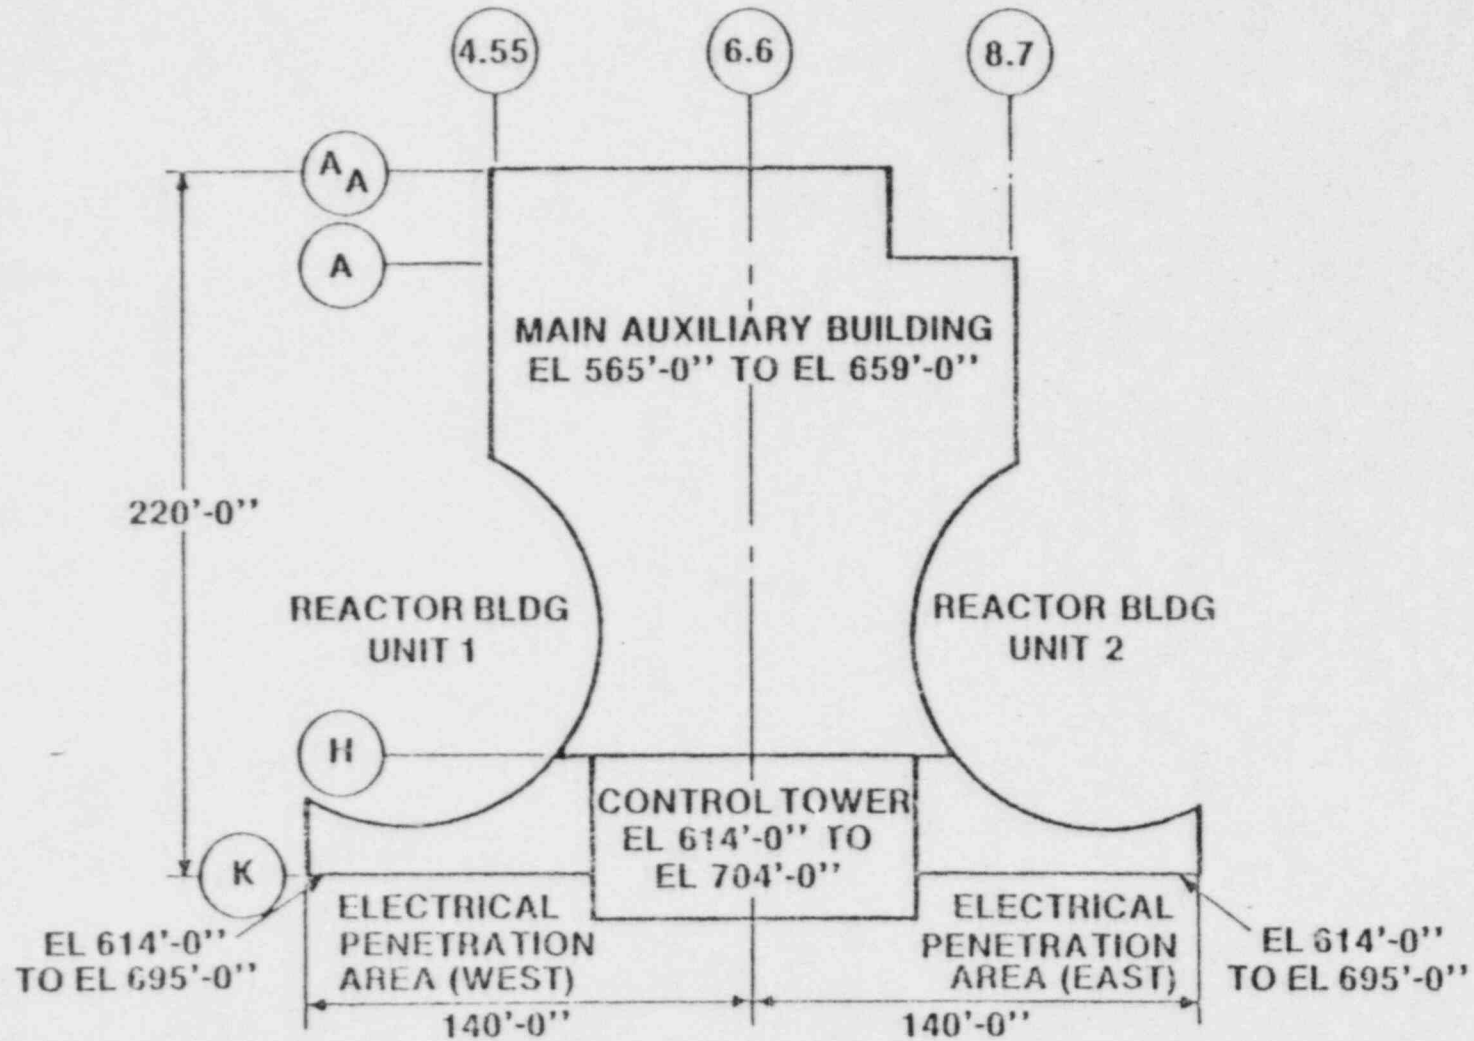 4.55
6.6
8.7
AA
A
MAIN AUXILIARY BUILDING
EL 565'-0'' TO EL 659'-0''
220'-0''
REACTOR BLDG
UNIT 1
REACTOR BLDG
UNIT 2
H
CONTROL TOWER
EL 614'-0'' TO
EL 704'-0''
K
ELECTRICAL
PENETRATION
AREA (WEST)
ELECTRICAL
PENETRATION
AREA (EAST)
EL 614'-0''
TO EL 695'-0''
EL 614'-0''
TO EL 695'-0''
140'-0''
140'-0''